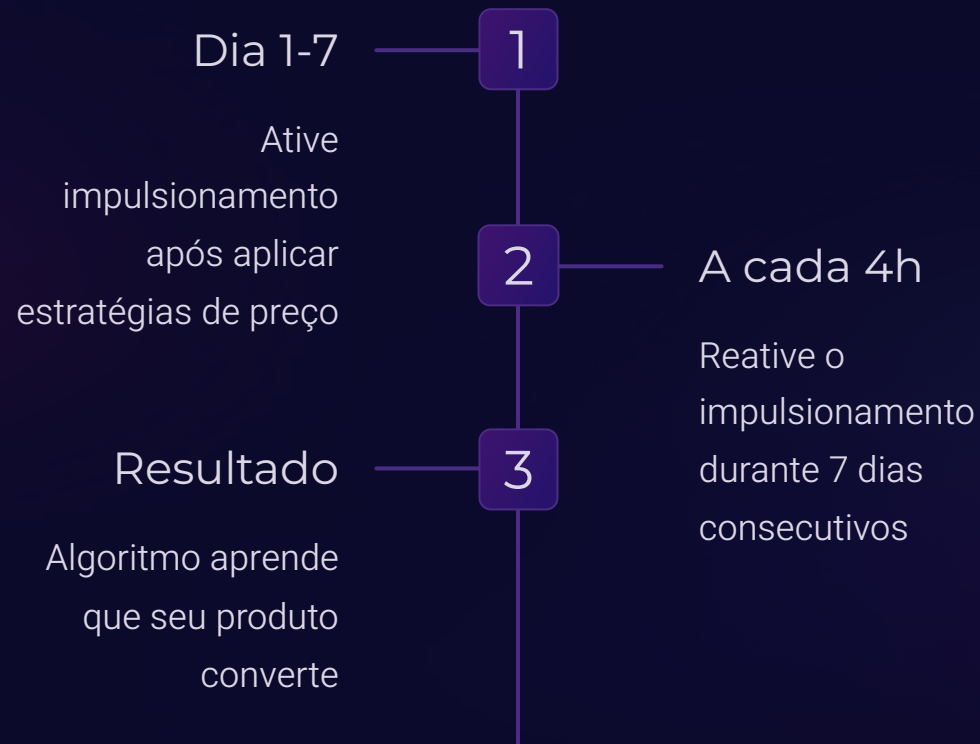 Dia 1-7
1
Ative
impulsionamento
após aplicar
estratégias de preço
2
A cada 4h
Reative o
impulsionamento
durante 7 dias
consecutivos
Resultado
3
Algoritmo aprende
que seu produto
converte